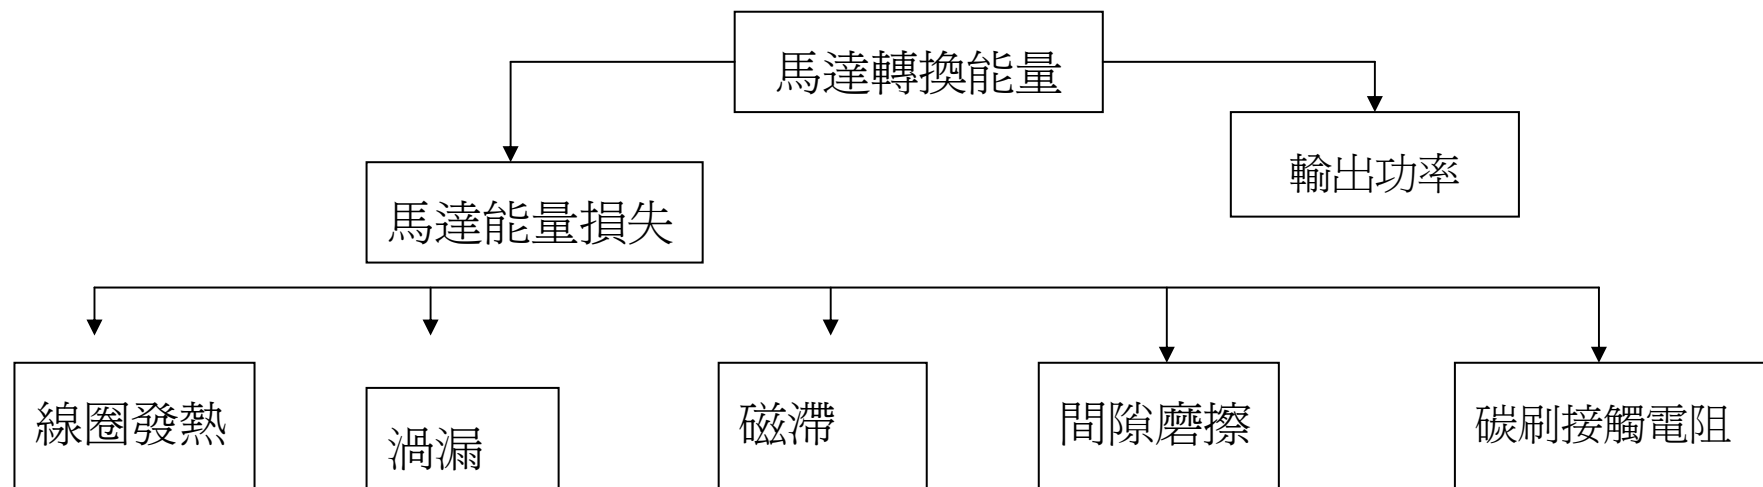 馬達轉換能量
輸出功率
馬達能量損失
線圈發熱
渦漏
磁滯
間隙磨擦
碳刷接觸電阻